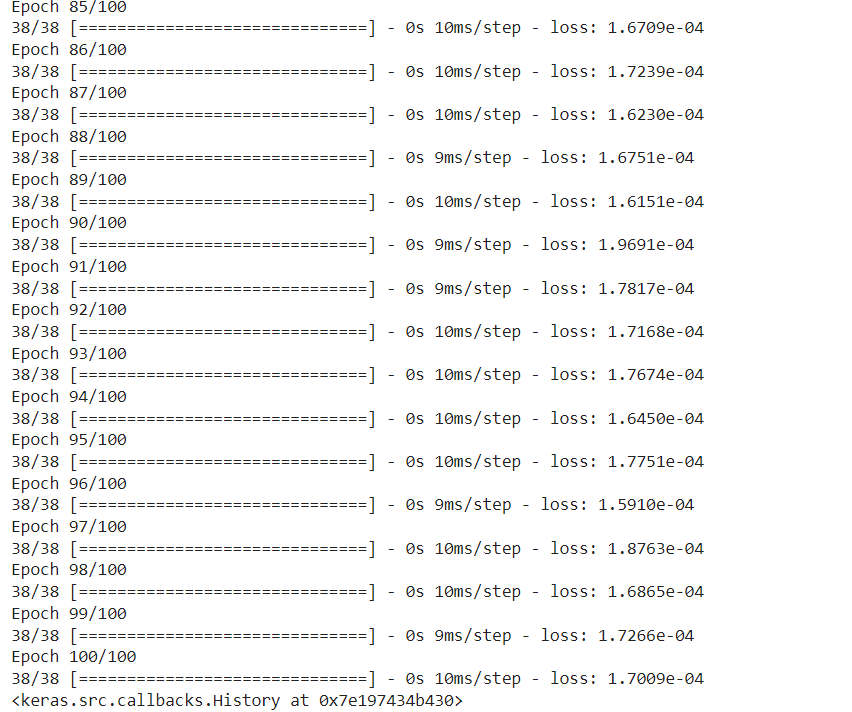 Epoch 85/100
38/38 [==============================] - 0s 10ms/step - loss: 1.6709e-04
Epoch 86/100
38/38 [==============================] - 0s 10ms/step - loss: 1.7239e-04
Epoch 87/100
38/38 [==============================] - 0s 10ms/step - loss: 1.6230e-04
Epoch 88/100
38/38 [==============================] - 0s 9ms/step - loss: 1.6751e-04
Epoch 89/100
38/38 [==============================] - 0s 10ms/step - loss: 1.6151e-04
Epoch 90/100
38/38 [==============================] - 0s 9ms/step - loss: 1.9691e-04
Epoch 91/100
38/38 [==============================] - 0s 9ms/step - loss: 1.7817e-04
Epoch 92/100
38/38 [==============================] - 0s 10ms/step - loss: 1.7168e-04
Epoch 93/100
38/38 [==============================] - 0s 10ms/step - loss: 1.7674e-04
Epoch 94/100
38/38 [==============================] - 0s 10ms/step - loss: 1.6450e-04
Epoch 95/100
38/38 [==============================] - 0s 10ms/step - loss: 1.7751e-04
Epoch 96/100
38/38 [==============================] - 0s 9ms/step - loss: 1.5910e-04
Epoch 97/100
38/38 [==============================] - 0s 10ms/step - loss: 1.8763e-04
Epoch 98/100
38/38 [==============================] - 0s 10ms/step - loss: 1.6865e-04
Epoch 99/100
38/38 [==============================] - 0s 9ms/step - loss: 1.7266e-04
Epoch 100/100
38/38 [==============================] - 0s 10ms/step - loss: 1.7009e-04
<keras.src.callbacks.History at 0x7e197434b430>